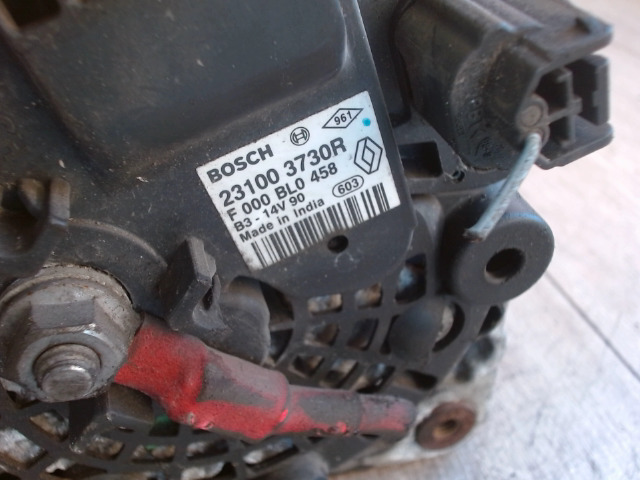 961
BOSCH
23100 3730R
F 000 BL0 458
B3 - 14V 90
603
Made in India